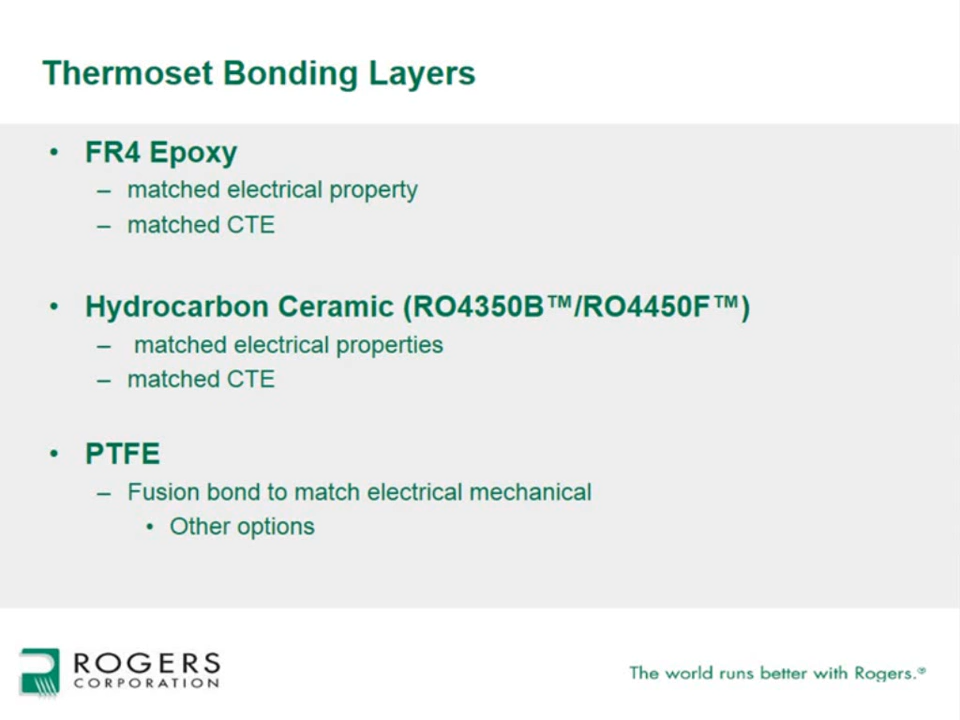 Thermoset Bonding Layers
• FR4 Epoxy
– matched electrical property
– matched CTE
• Hydrocarbon Ceramic (RO4350B™/RO4450F™)
– matched electrical properties
– matched CTE
• PTFE
– Fusion bond to match electrical mechanical
• Other options
ROGERS
CORPORATION
The world runs better with Rogers.®